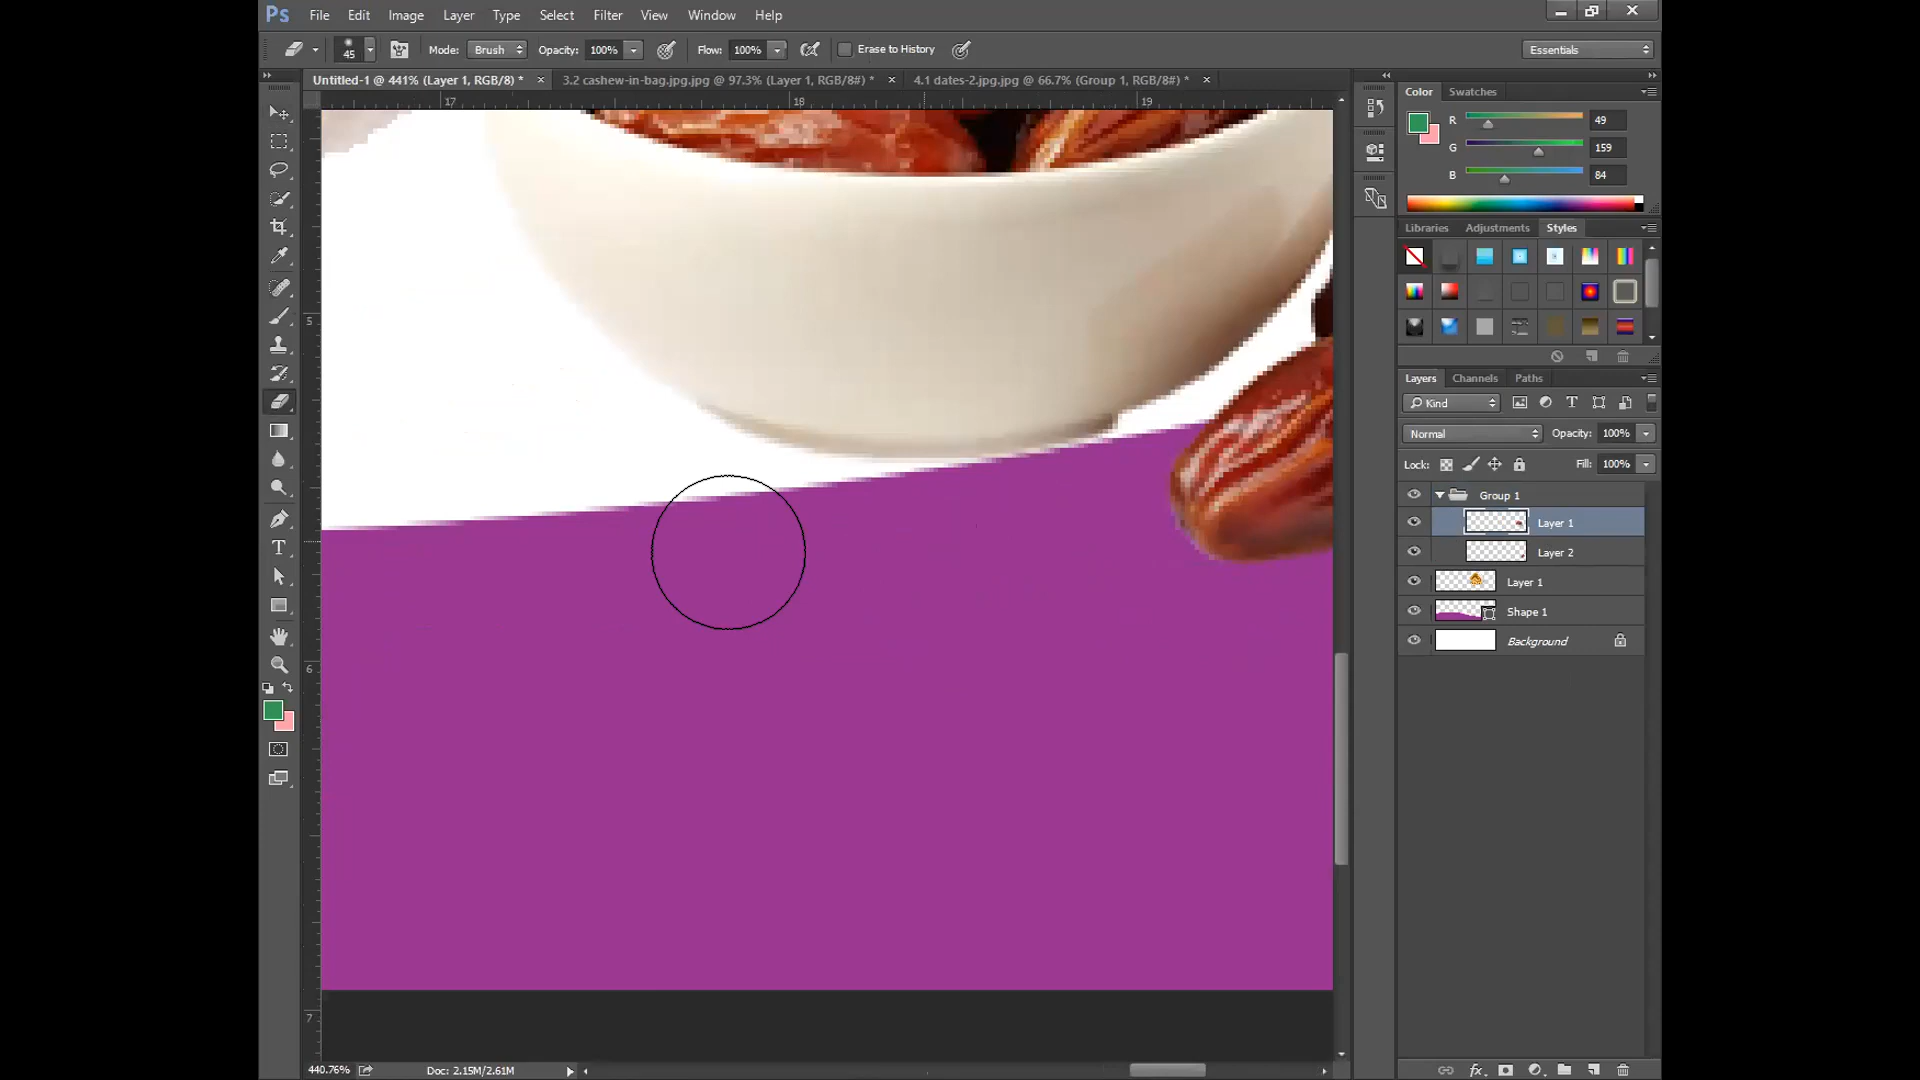 Ps File Edit Image Layer Type Select Filter View Window Help
45 Mode: Brush Opacity: 100% Flow: 100% Erase to History Essentials
Untitled-1 @ 441% (Layer 1, RGB/8) * × 3.2 cashew-in-bag.jpg.jpg @ 97.3% (Layer 1, RGB/8#) * × 4.1 dates-2.jpg.jpg @ 66.7% (Group 1, RGB/8#) * ×
17 18 19
5
6
7
Color Swatches
R 49
G 159
B 84
Libraries Adjustments Styles
Layers Channels Paths
Kind
Normal Opacity: 100%
Lock: Fill: 100%
Group 1
Layer 1
Layer 2
Layer 1
Shape 1
Background
440.76% Doc: 2.15M/2.61M